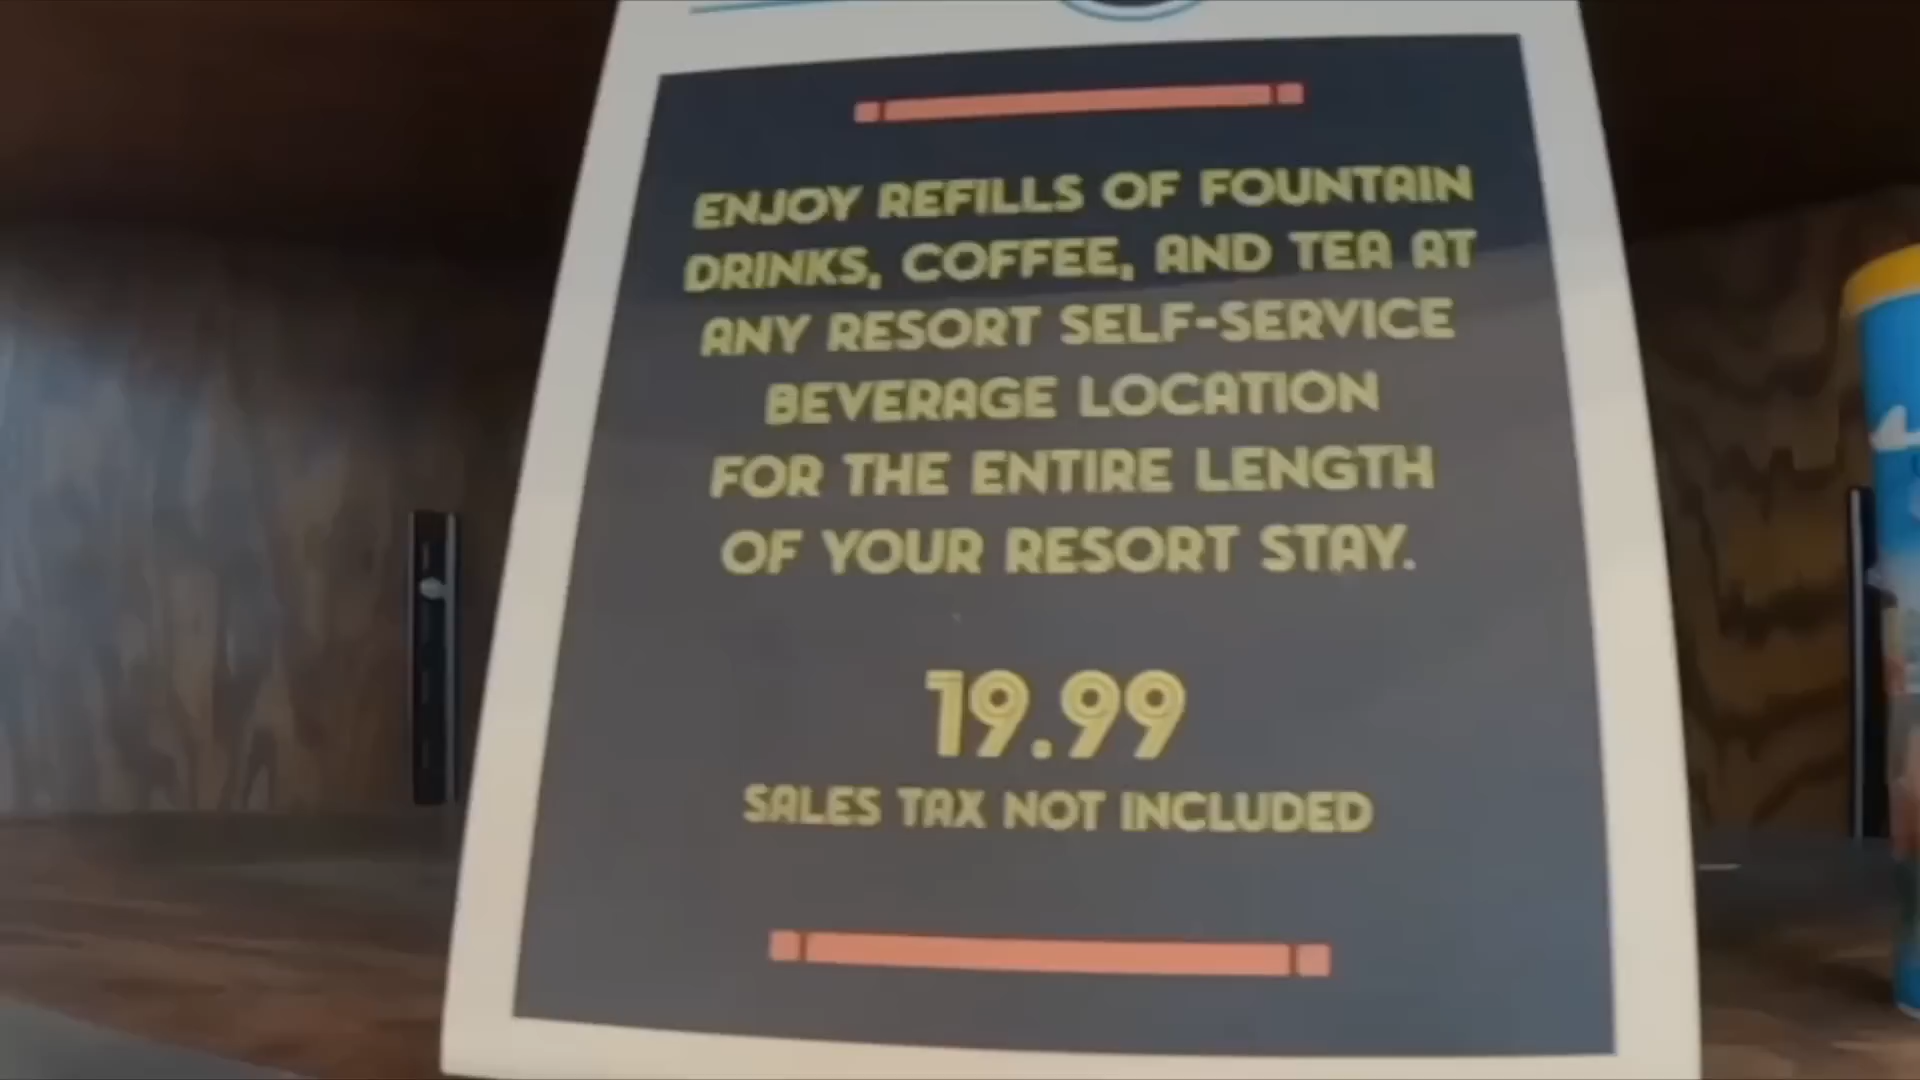 ENJOY REFILLS OF FOUNTAIN
DRINKS, COFFEE, AND TEA AT
ANY RESORT SELF-SERVICE
BEVERAGE LOCATION
FOR THE ENTIRE LENGTH
OF YOUR RESORT STAY.
19.99
SALES TAX NOT INCLUDED